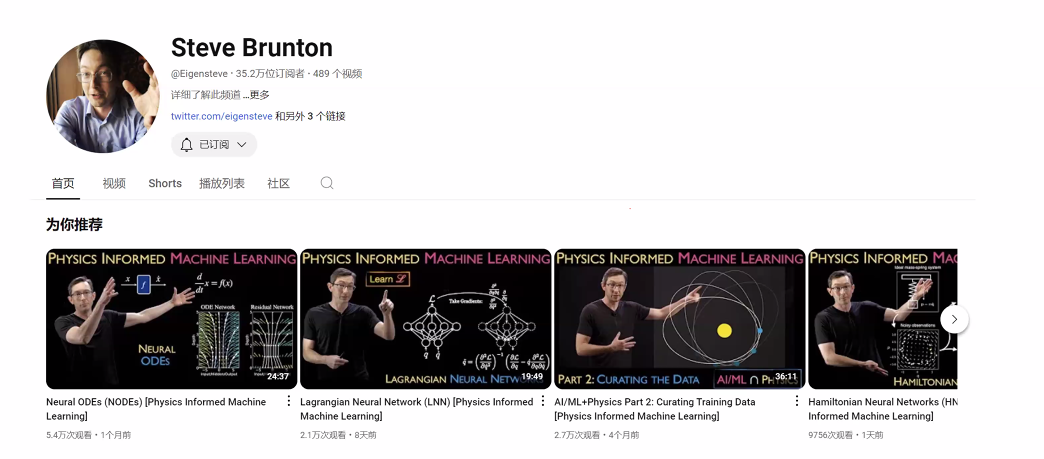 Steve Brunton
@Eigensteve · 35.2万位订阅者 · 489 个视频
详细了解此频道 ...更多
twitter.com/eigensteve 和另外 3 个链接
已订阅
首页 视频 Shorts 播放列表 社区
为你推荐
PHYSICS INFORMED MACHINE LEARNING
x f ẋ
d/dt x = f(x)
ODE Network Residual Network
NEURAL
ODES
24:37
Neural ODEs (NODEs) [Physics Informed Machine
Learning]
5.4万次观看 · 1个月前
PHYSICS INFORMED MACHINE LEARNING
Learn ℒ
Take Gradients:
LAGRANGIAN NEURAL NETWO
19:49
Lagrangian Neural Network (LNN) [Physics Informed
Machine Learning]
2.1万次观看 · 8天前
PHYSICS INFORMED MACHINE LEARNING
PART 2: CURATING THE DATA
AI/ML ∩ PHYSICS
36:11
AI/ML+Physics Part 2: Curating Training Data
[Physics Informed Machine Learning]
2.7万次观看 · 4个月前
PHYSICS INFORMED MAC
Ideal mass-spring system
Noisy observations
HAMILTONIAN
Hamiltonian Neural Networks (HN
Informed Machine Learning]
9756次观看 · 1天前